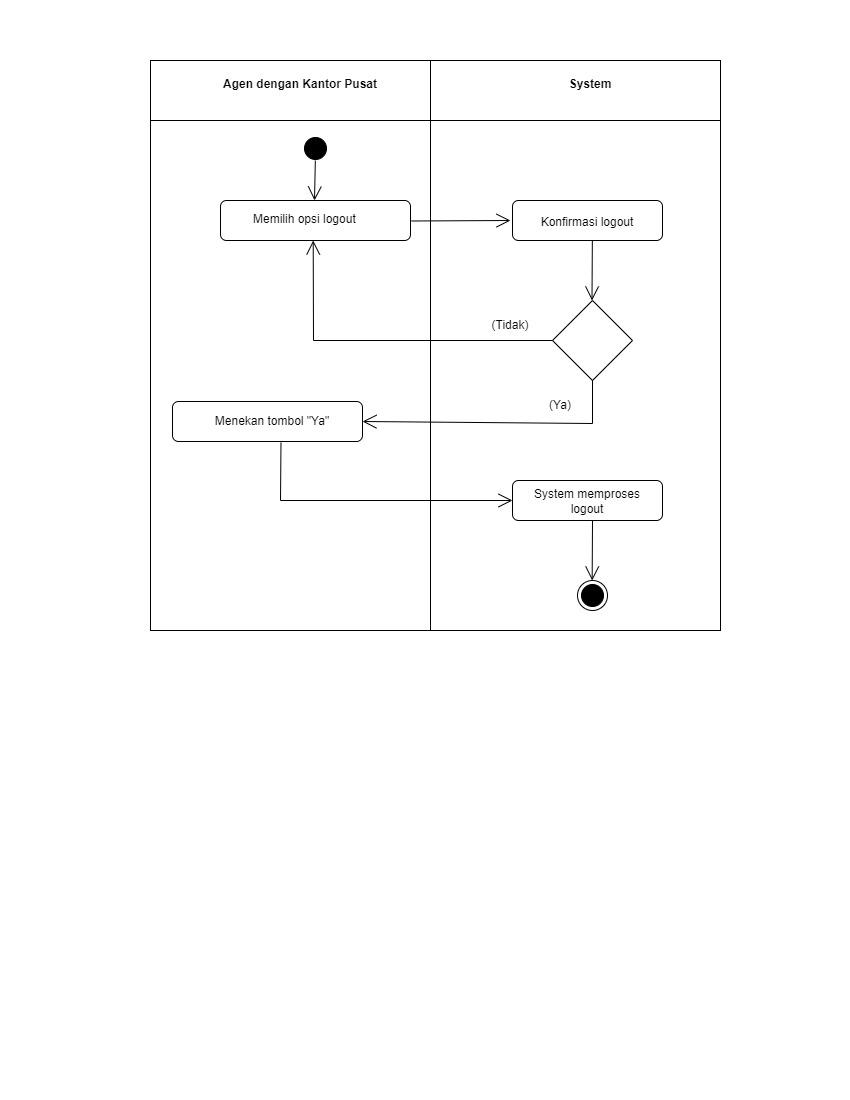 Agen dengan Kantor Pusat
System
Memilih opsi logout
Konfirmasi logout
(Tidak)
(Ya)
Menekan tombol "Ya"
System memproses
logout